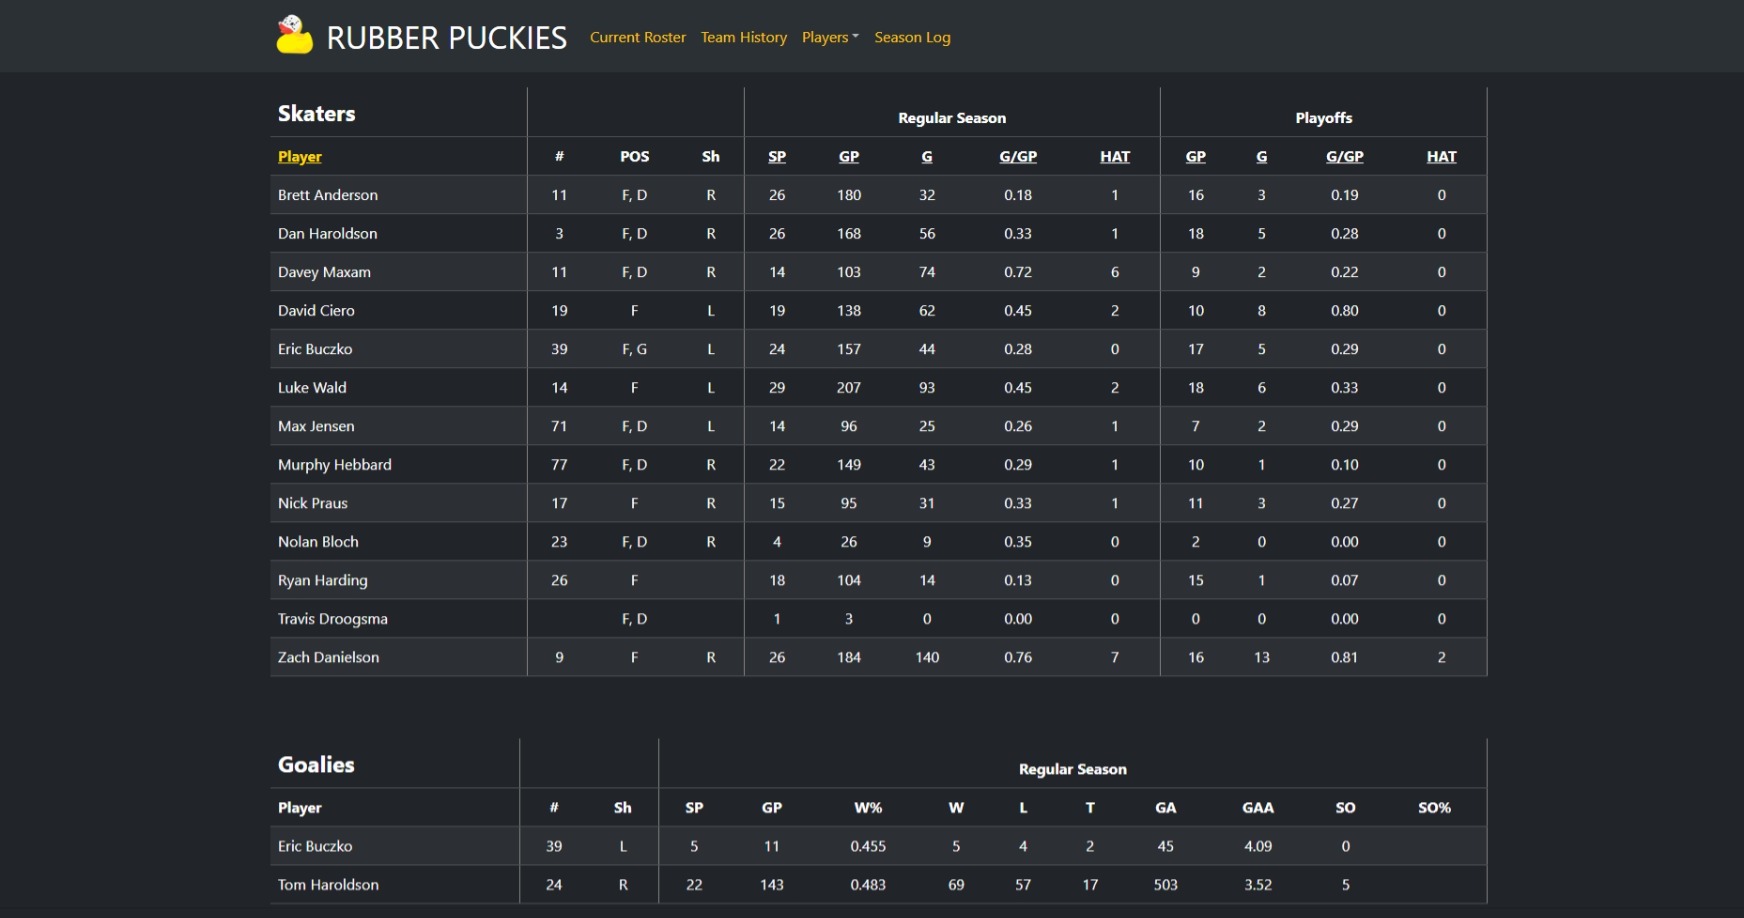 RUBBER PUCKIES Current Roster Team History Players Season Log
Skaters Regular Season Playoffs
Player # POS Sh SP GP G G/GP HAT GP G G/GP HAT
Brett Anderson 11 F, D R 26 180 32 0.18 1 16 3 0.19 0
Dan Haroldson 3 F, D R 26 168 56 0.33 1 18 5 0.28 0
Davey Maxam 11 F, D R 14 103 74 0.72 6 9 2 0.22 0
David Ciero 19 F L 19 138 62 0.45 2 10 8 0.80 0
Eric Buczko 39 F, G L 24 157 44 0.28 0 17 5 0.29 0
Luke Wald 14 F L 29 207 93 0.45 2 18 6 0.33 0
Max Jensen 71 F, D L 14 96 25 0.26 1 7 2 0.29 0
Murphy Hebbard 77 F, D R 22 149 43 0.29 1 10 1 0.10 0
Nick Praus 17 F R 15 95 31 0.33 1 11 3 0.27 0
Nolan Bloch 23 F, D R 4 26 9 0.35 0 2 0 0.00 0
Ryan Harding 26 F 18 104 14 0.13 0 15 1 0.07 0
Travis Droogsma F, D 1 3 0 0.00 0 0 0 0.00 0
Zach Danielson 9 F R 26 184 140 0.76 7 16 13 0.81 2
Goalies Regular Season
Player # Sh SP GP W% W L T GA GAA SO SO%
Eric Buczko 39 L 5 11 0.455 5 4 2 45 4.09 0
Tom Haroldson 24 R 22 143 0.483 69 57 17 503 3.52 5